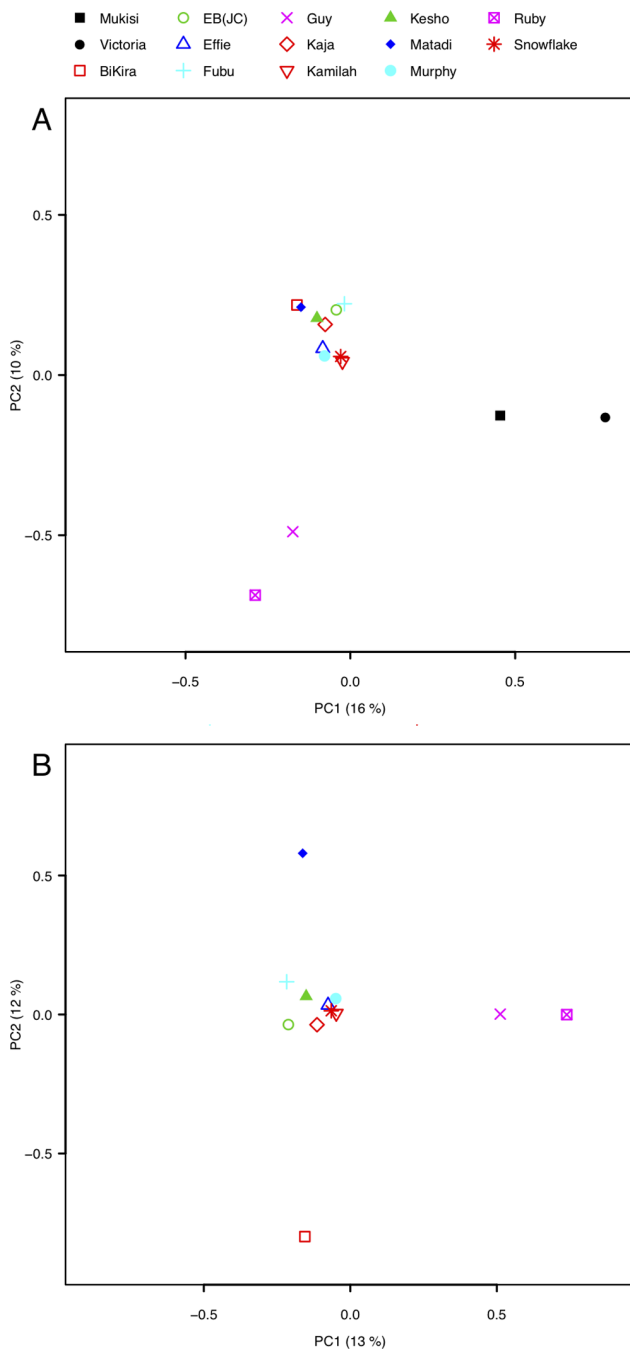 Mukisi EB(JC) Guy Kesho Ruby
Victoria Effie Kaja Matadi Snowflake
BiKira Fubu Kamilah Murphy
A
0.5
0.0
−0.5
PC2 (10 %)
−0.5 0.0 0.5
PC1 (16 %)
B
0.5
0.0
−0.5
PC2 (12 %)
−0.5 0.0 0.5
PC1 (13 %)